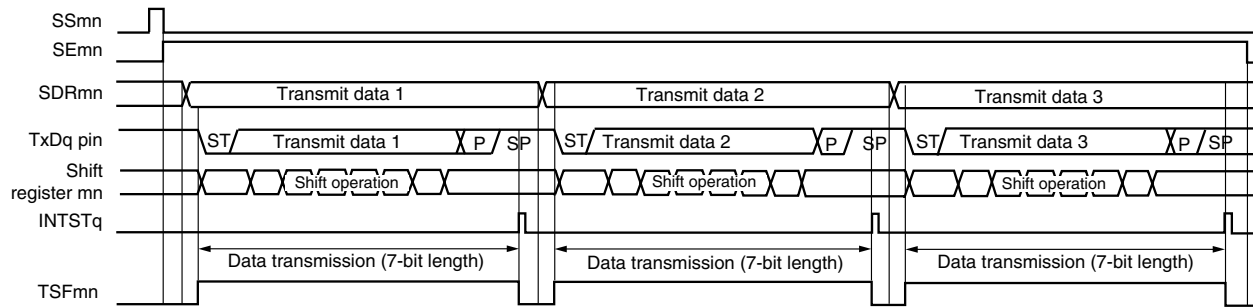 SSmn
SEmn
SDRmn Transmit data 1 Transmit data 2 Transmit data 3
TxDq pin ST Transmit data 1 P SP ST Transmit data 2 P SP ST Transmit data 3 P SP
Shift
register mn Shift operation Shift operation Shift operation
INTSTq
Data transmission (7-bit length) Data transmission (7-bit length) Data transmission (7-bit length)
TSFmn